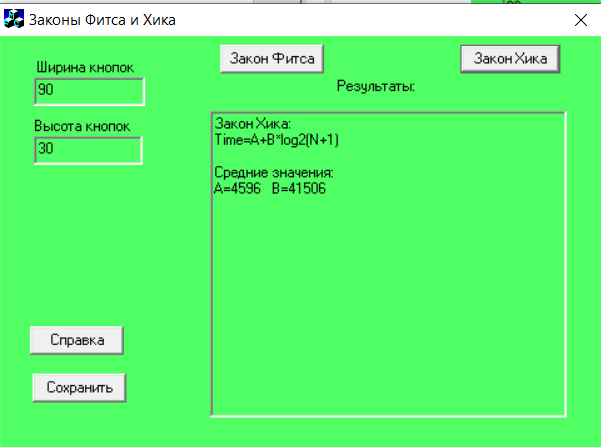 Законы Фитса и Хика
Ширина кнопок
90
Высота кнопок
30
Закон Фитса
Закон Хика
Результаты:
Закон Хика:
Time=A+B*log2(N+1)
Средние значения:
A=4596 B=41506
Справка
Сохранить